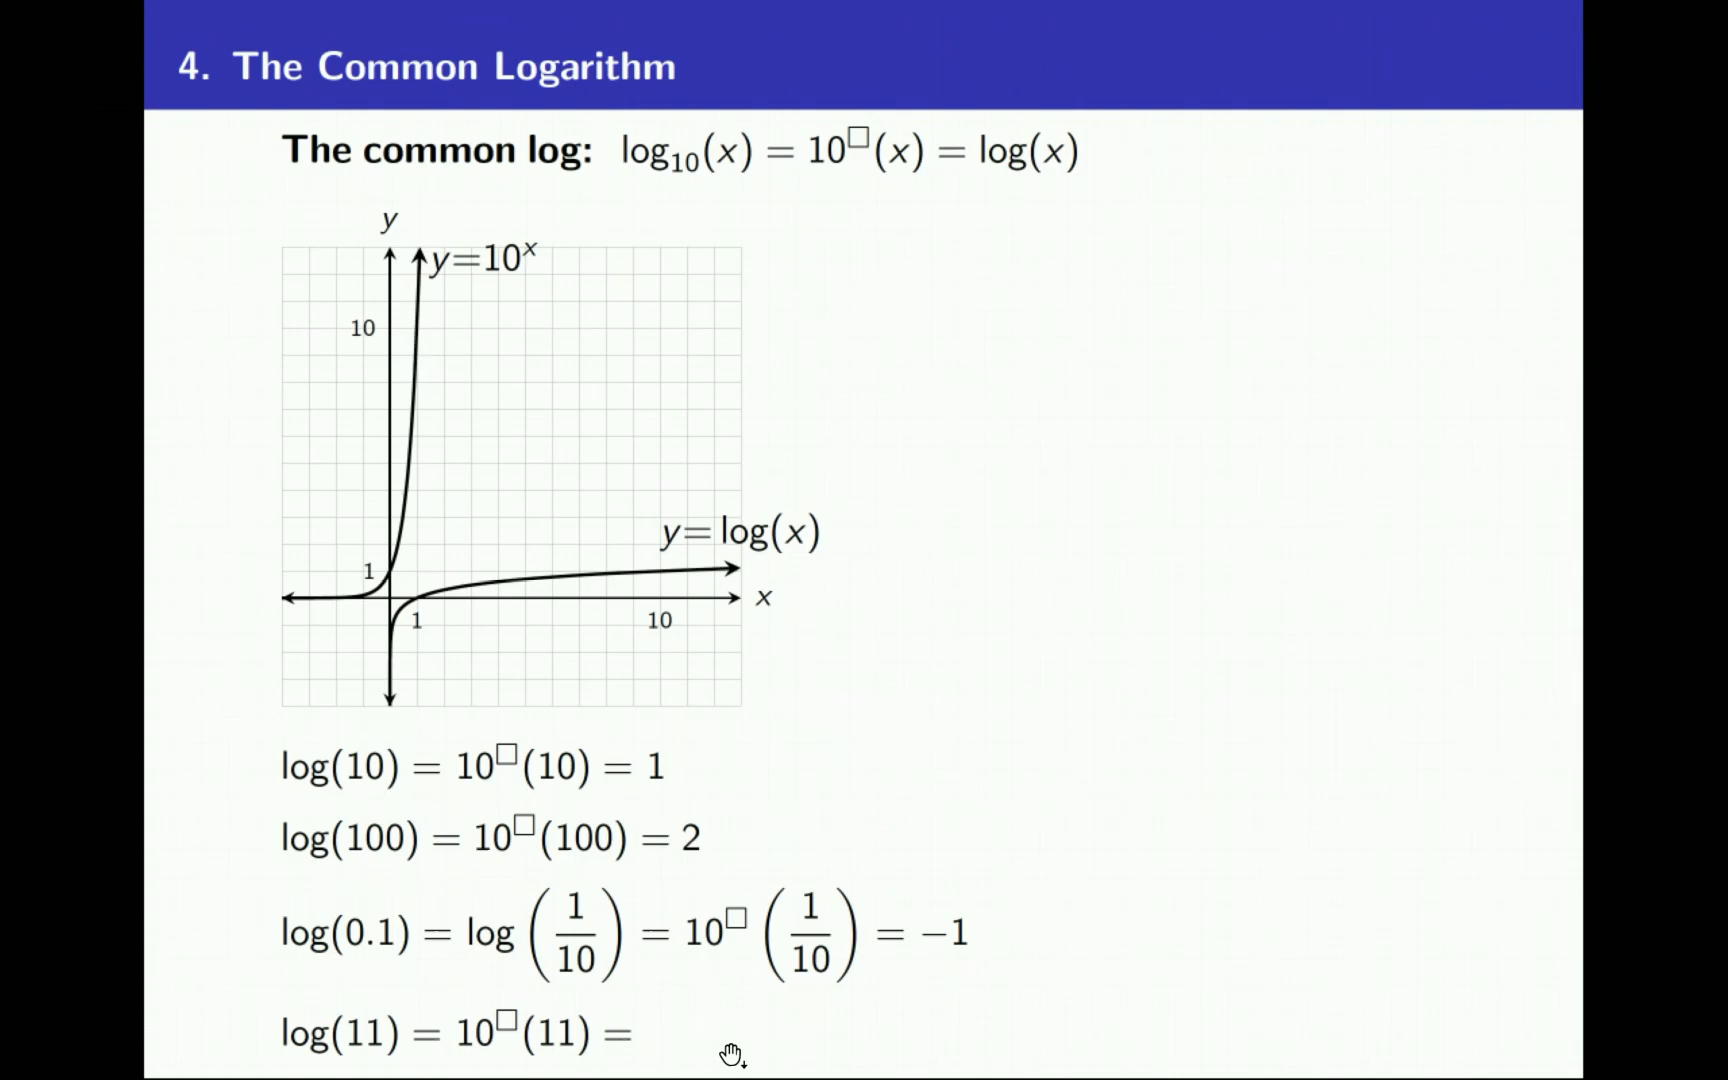 4. The Common Logarithm
The common log: log₁₀(x) = 10^□(x) = log(x)
y
y=10ˣ
10
y= log(x)
1
x
1
10
log(10) = 10^□(10) = 1
log(100) = 10^□(100) = 2
log(0.1) = log(1/10) = 10^□(1/10) = −1
log(11) = 10^□(11) =